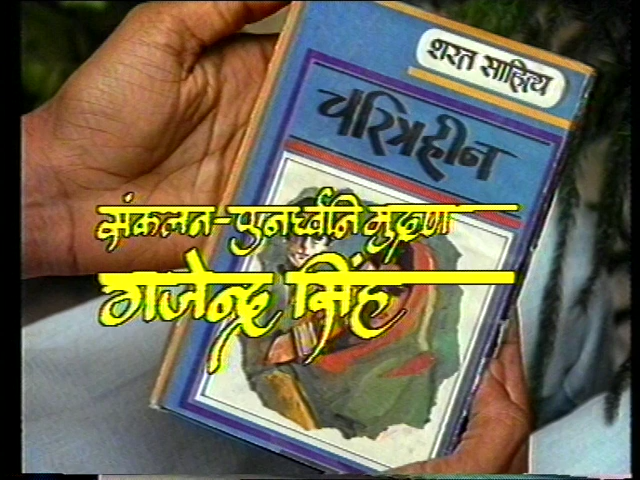 शरत साहित्य
चरित्रहीन
संकलन-पुनर्ध्वनि मुद्रण
गजेन्द्र सिंह